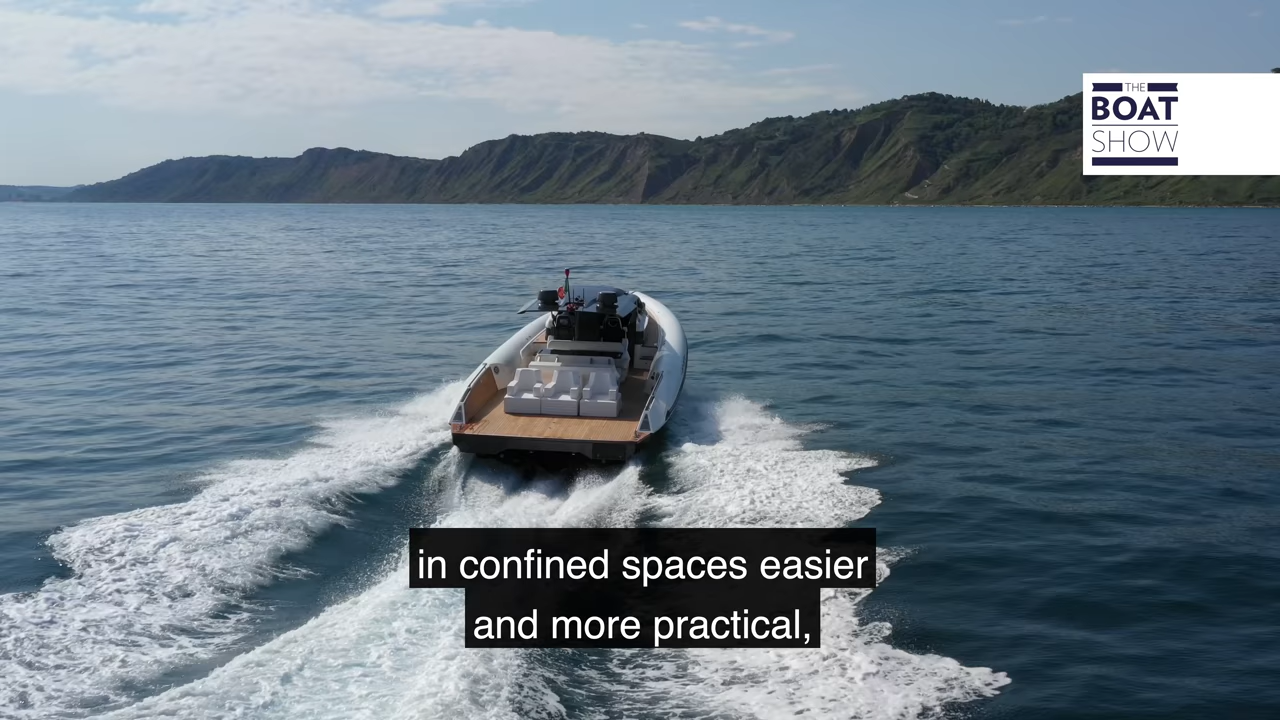 THE
BOAT
SHOW
in confined spaces easier
and more practical,